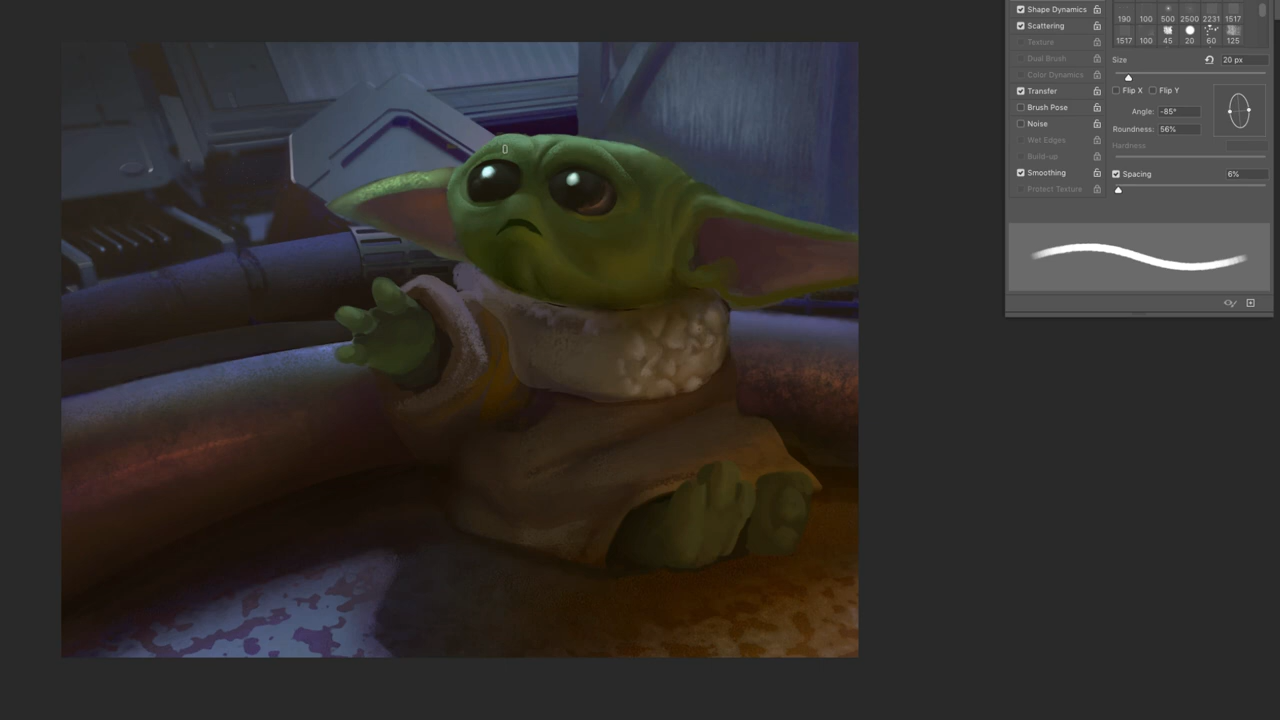 Shape Dynamics
Scattering
Texture
Dual Brush
Color Dynamics
Transfer
Brush Pose
Noise
Wet Edges
Build-up
Smoothing
Protect Texture
190 100 500 2500 2231 1517
1517 100 45 20 60 125
Size 20 px
Flip X Flip Y
Angle: -85°
Roundness: 56%
Hardness
Spacing 6%